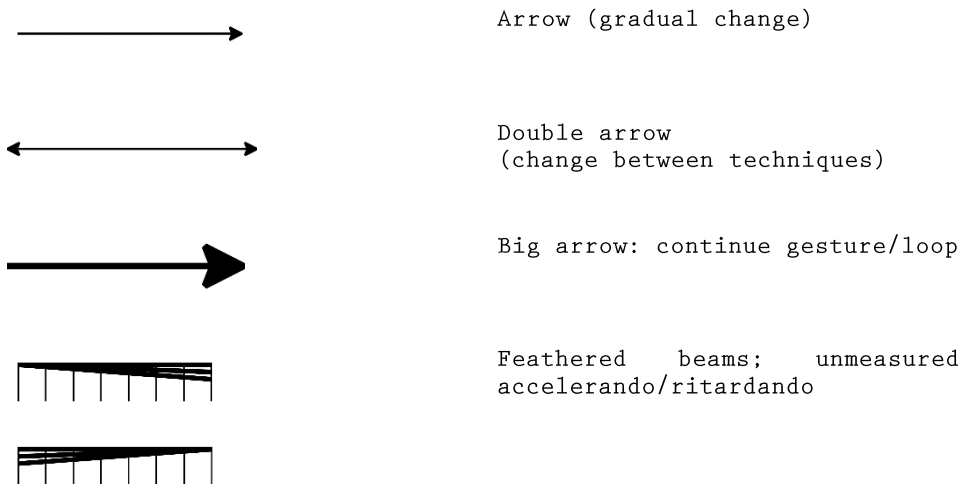 Arrow (gradual change)
Double arrow
(change between techniques)
Big arrow: continue gesture/loop
Feathered beams; unmeasured
accelerando/ritardando